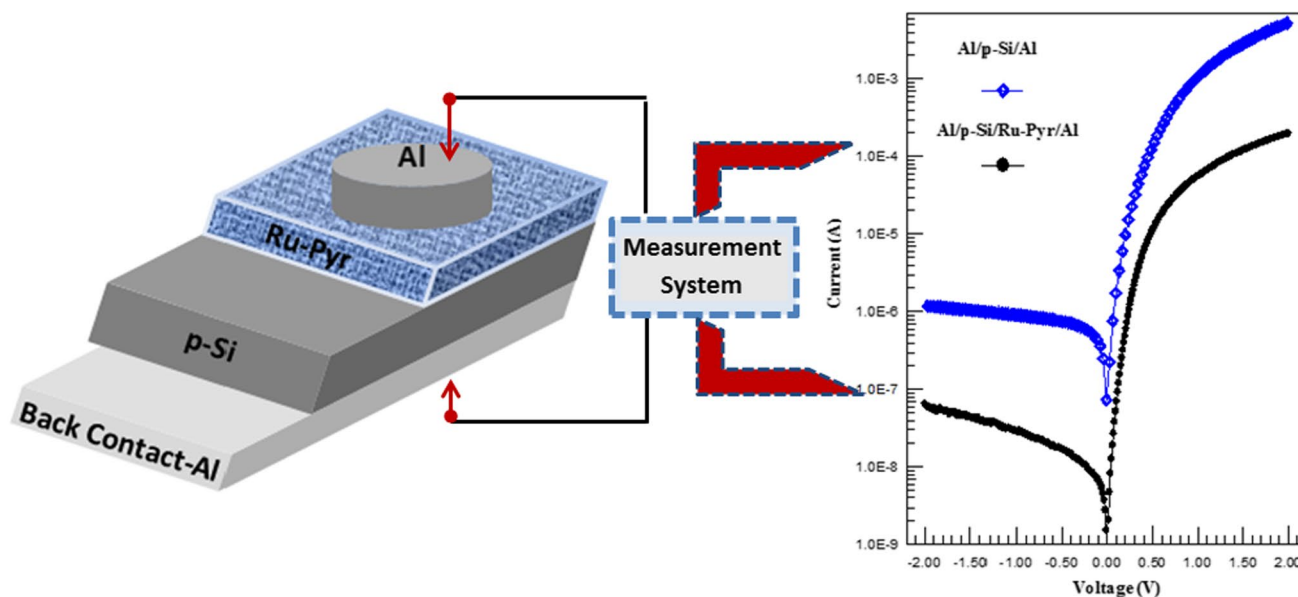 Al
Ru-Pyr
p-Si
Back Contact-Al
Measurement
System
Al/p-Si/Al
Al/p-Si/Ru-Pyr/Al
Current (A)
1.0E-3
1.0E-4
1.0E-5
1.0E-6
1.0E-7
1.0E-8
1.0E-9
-2.00 -1.50 -1.00 -0.50 0.00 0.50 1.00 1.50 2.00
Voltage (V)